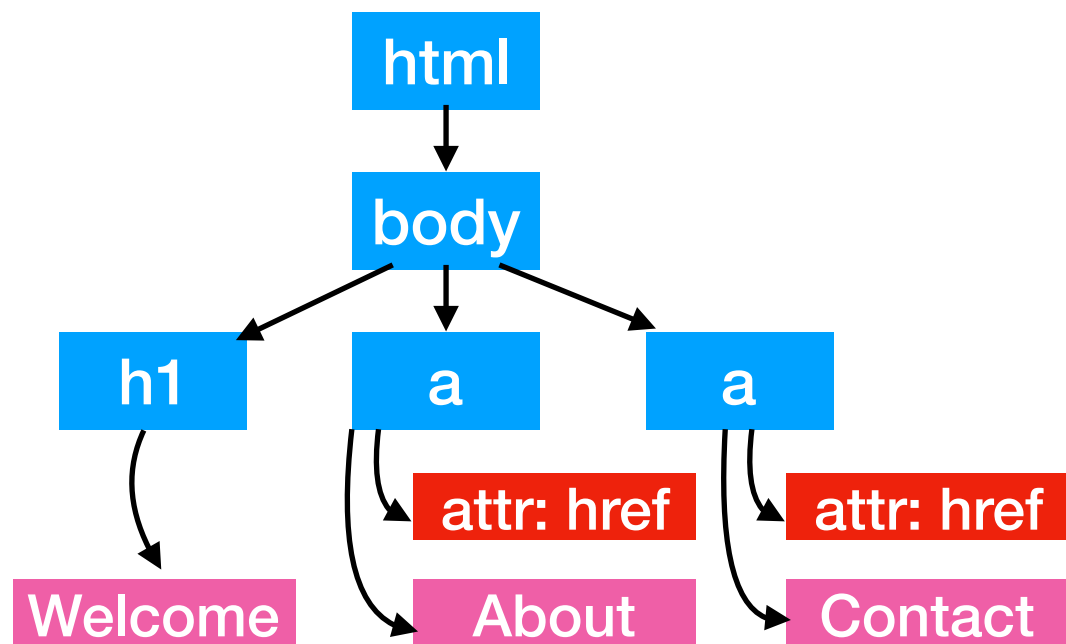 html
body
h1
a
a
attr: href
attr: href
Welcome
About
Contact